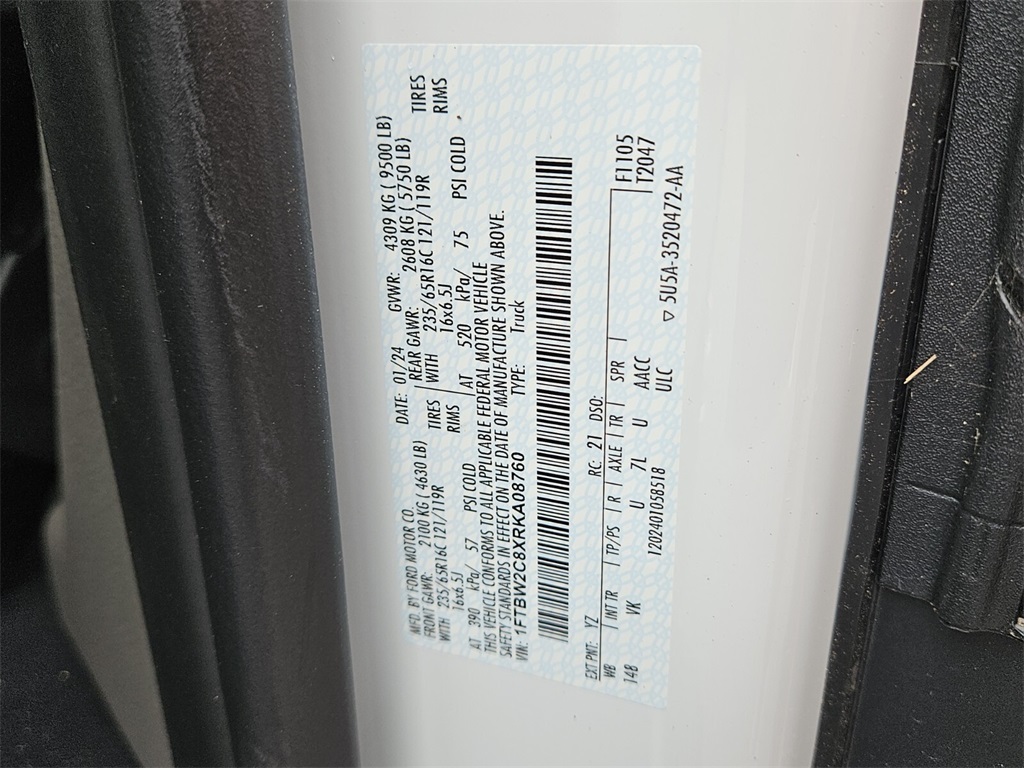 MFD. BY FORD MOTOR CO. DATE: 01/24 GVWR: 4309 KG ( 9500 LB)
FRONT GAWR: 2100 KG ( 4630 LB) REAR GAWR: 2608 KG ( 5750 LB)
WITH 235/65R16C 121/119R TIRES WITH 235/65R16C 121/119R TIRES
16x6.5J RIMS 16x6.5J RIMS
AT 390 kPa/ 57 PSI COLD AT 520 kPa/ 75 PSI COLD
THIS VEHICLE CONFORMS TO ALL APPLICABLE FEDERAL MOTOR VEHICLE
SAFETY STANDARDS IN EFFECT ON THE DATE OF MANUFACTURE SHOWN ABOVE.
VIN: 1FTBW2C8XRKA08760 TYPE: Truck
EXT PNT: YZ RC: 21 DSO: F1105
WB INT TR TP/PS R AXLE TR SPR T2047
148 VK U 7L U AACC
1202401058518 ULC
▽ 5U5A-3520472-AA